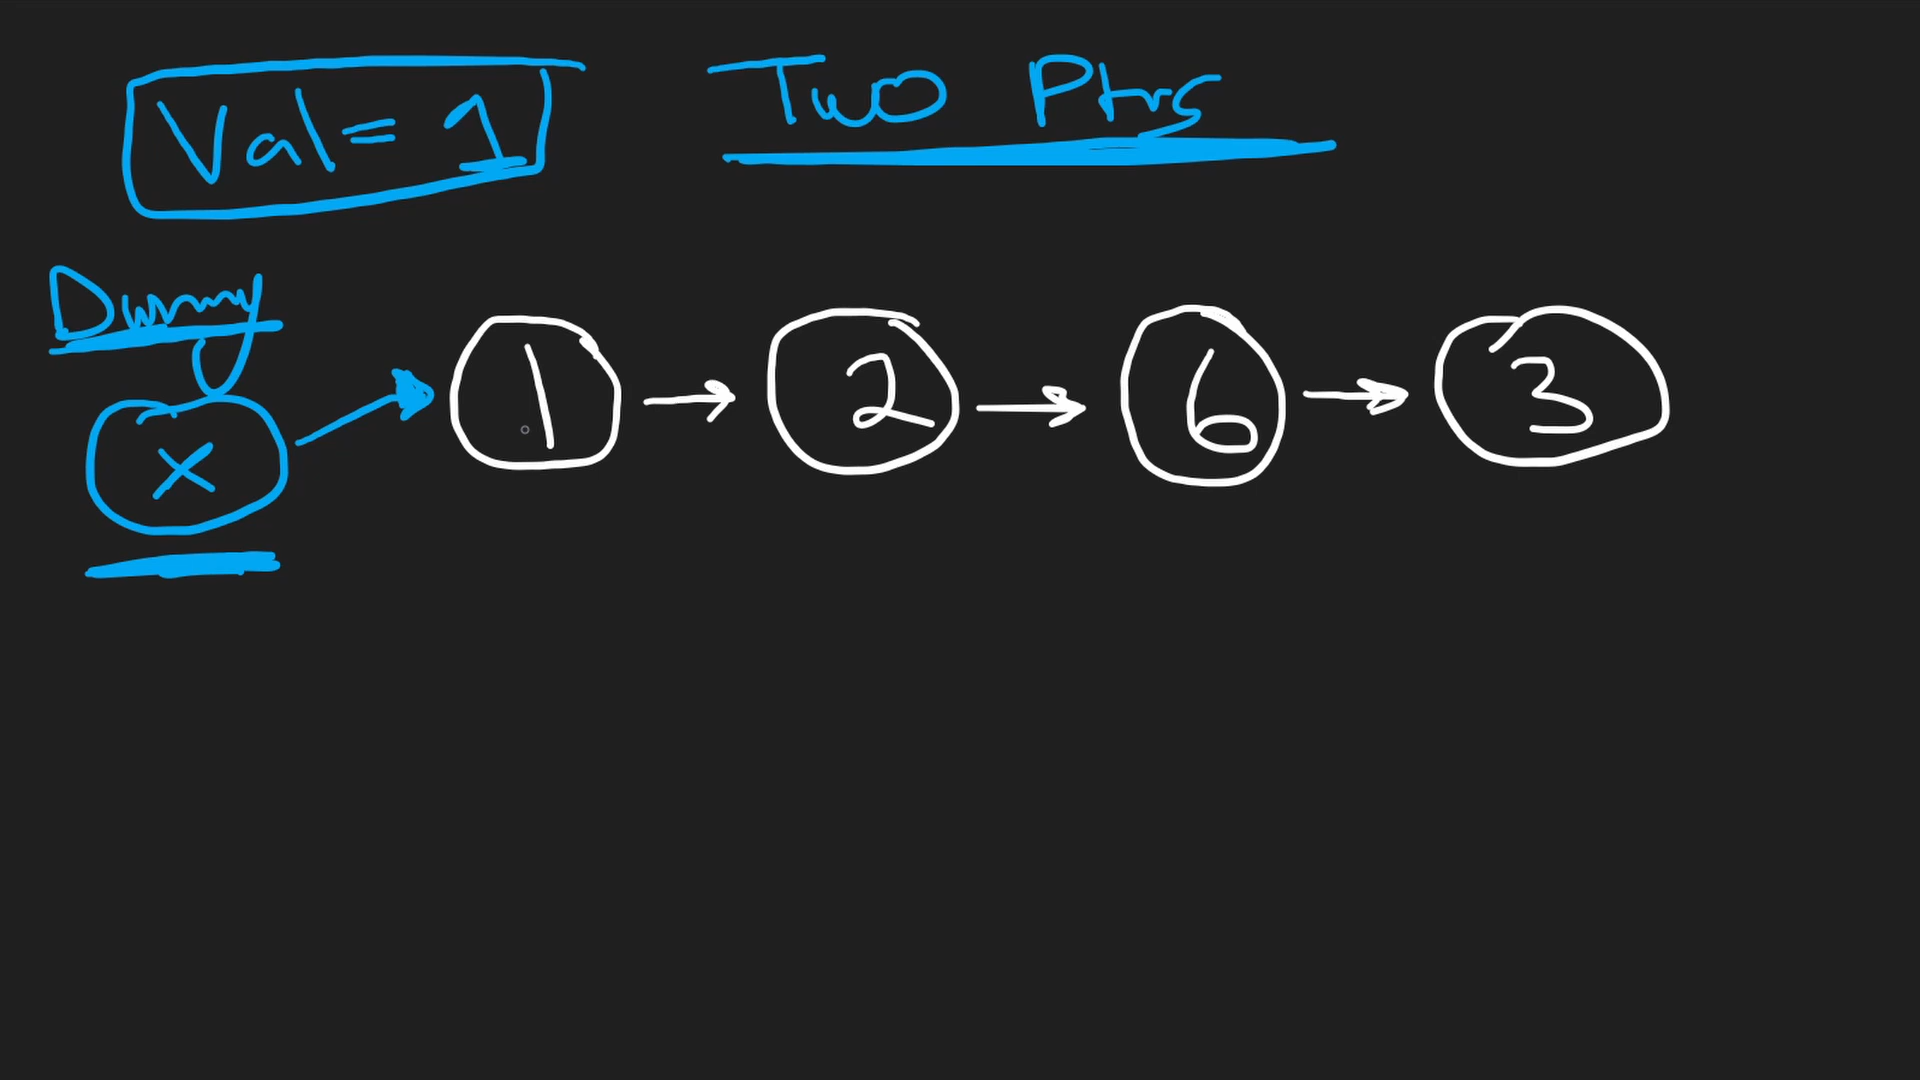 Val = 1
Two Ptrs
Dummy
X
1 → 2 → 6 → 3